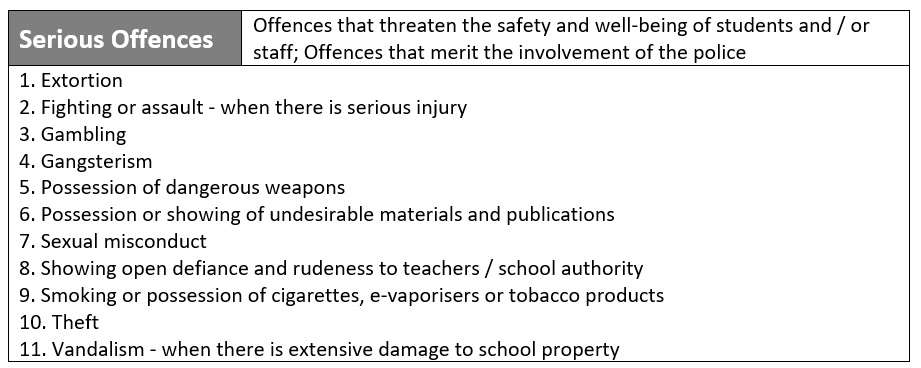 Serious Offences
Offences that threaten the safety and well-being of students and / or
staff; Offences that merit the involvement of the police
1. Extortion
2. Fighting or assault - when there is serious injury
3. Gambling
4. Gangsterism
5. Possession of dangerous weapons
6. Possession or showing of undesirable materials and publications
7. Sexual misconduct
8. Showing open defiance and rudeness to teachers / school authority
9. Smoking or possession of cigarettes, e-vaporisers or tobacco products
10. Theft
11. Vandalism - when there is extensive damage to school property